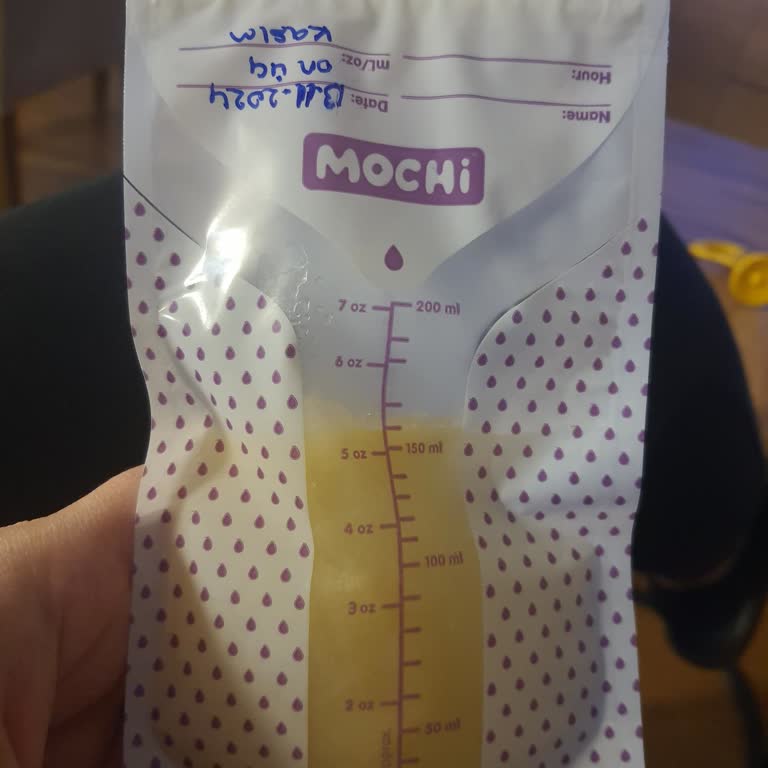 Name:
Date: 13.11.2024
Hour:
mL/oz: on üç
kasım
MOCHi
7 oz 200 ml
6 oz
5 oz 150 ml
4 oz
100 ml
3 oz
2 oz
50 ml